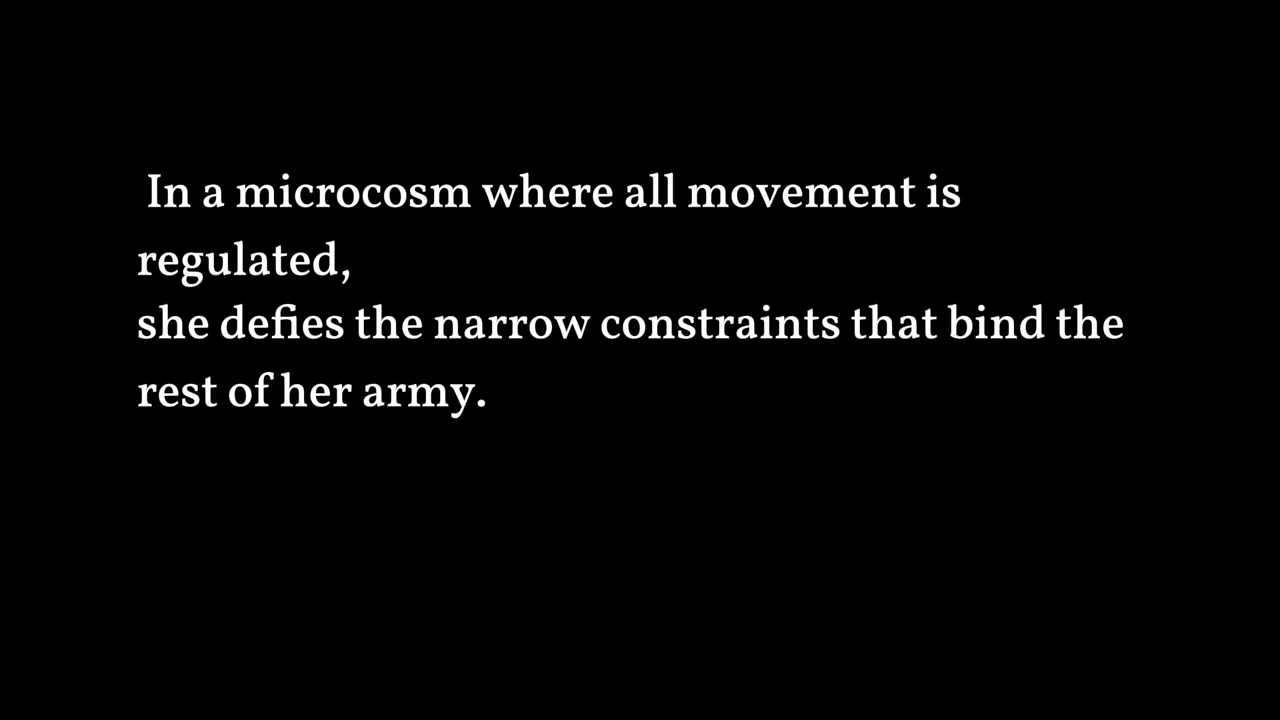 In a microcosm where all movement is
regulated,
she defies the narrow constraints that bind the
rest of her army.